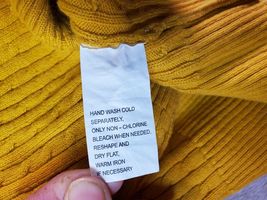 HAND WASH COLD
SEPARATELY,
ONLY NON - CHLORINE
BLEACH WHEN NEEDED.
RESHAPE AND
DRY FLAT,
WARM IRON
IF NECESSARY